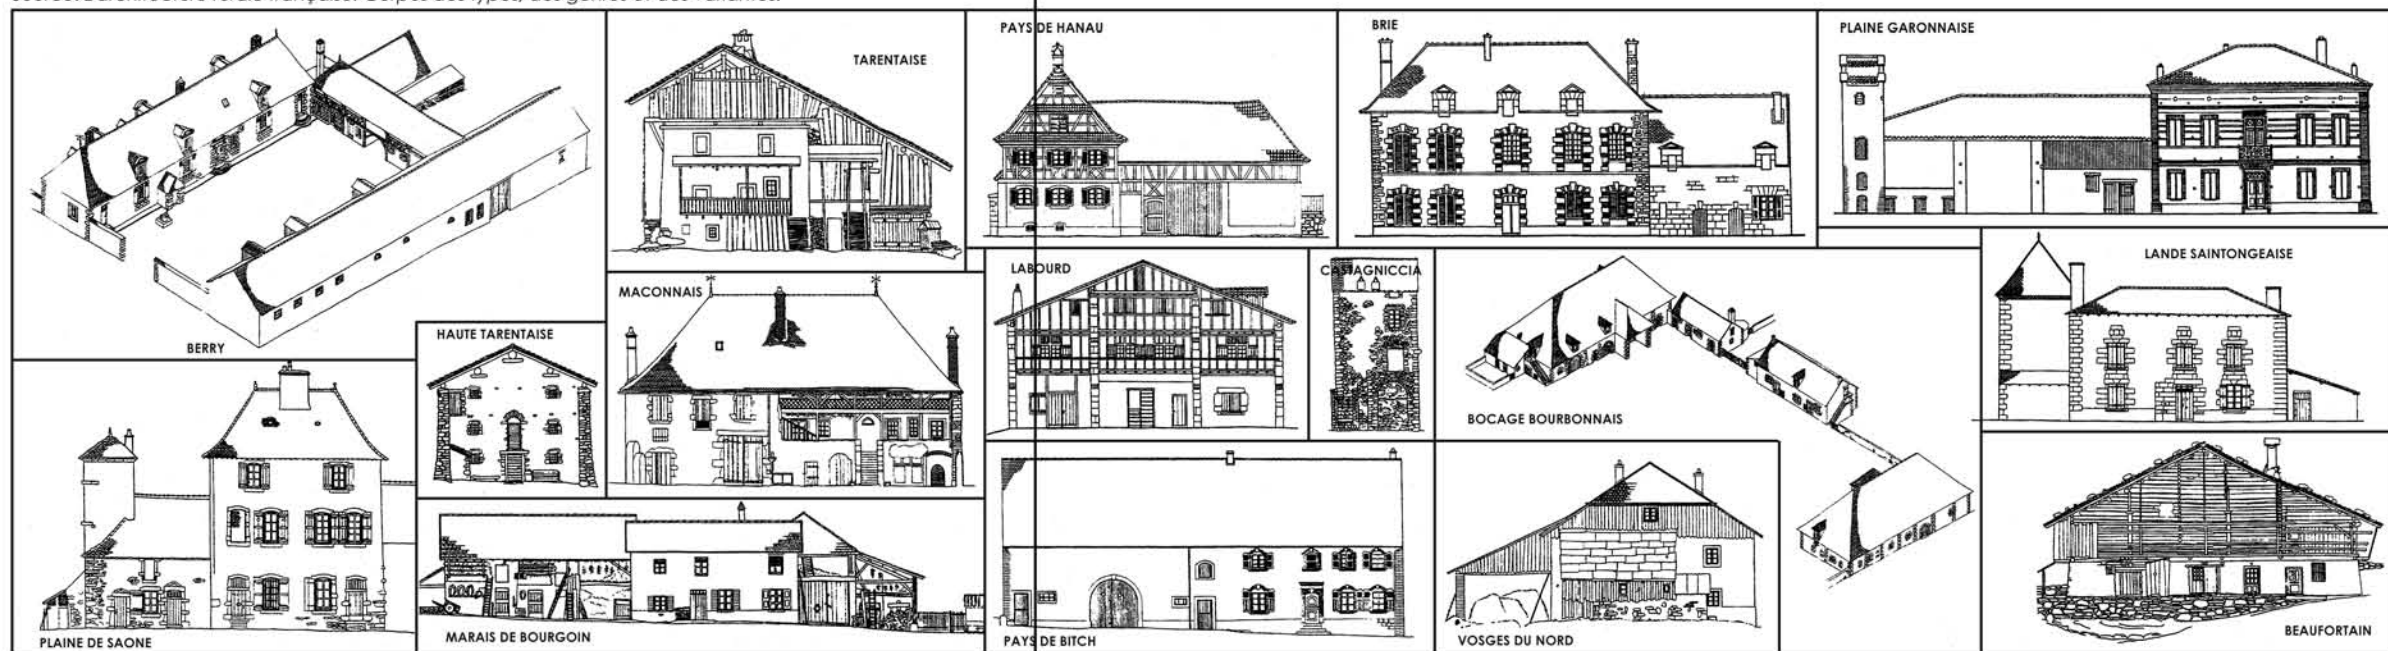 BERRY
TARENTAISE
PAYS DE HANAU
BRIE
PLAINE GARONNAISE
HAUTE TARENTAISE
MACONNAIS
LABOURD
CASTAGNICCIA
BOCAGE BOURBONNAIS
LANDE SAINTONGEAISE
PLAINE DE SAONE
MARAIS DE BOURGOIN
PAYS DE BITCH
VOSGES DU NORD
BEAUFORTAIN